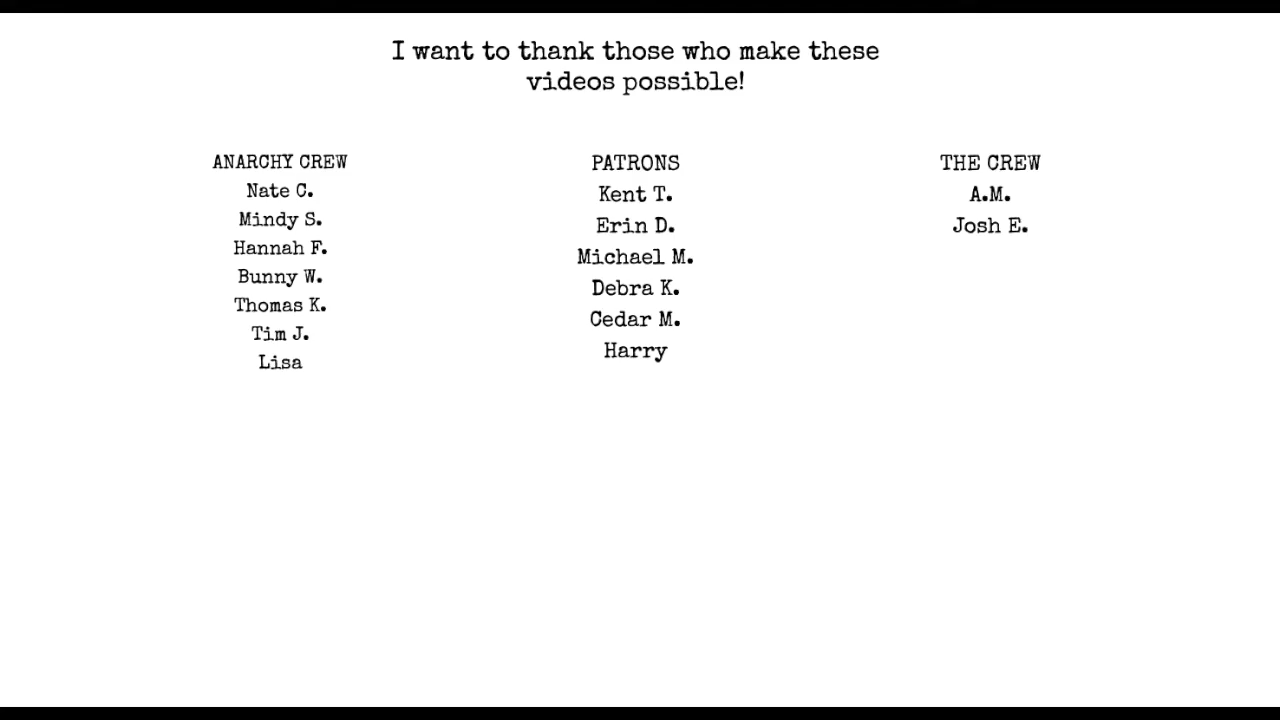 I want to thank those who make these
videos possible!
ANARCHY CREW
Nate C.
Mindy S.
Hannah F.
Bunny W.
Thomas K.
Tim J.
Lisa
PATRONS
Kent T.
Erin D.
Michael M.
Debra K.
Cedar M.
Harry
THE CREW
A.M.
Josh E.